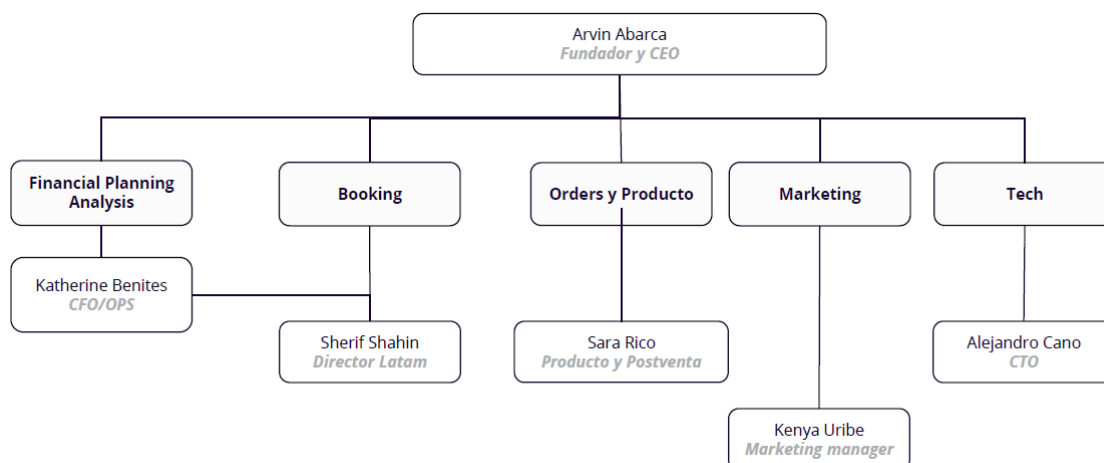 Arvin Abarca
Fundador y CEO
Financial Planning
Analysis
Booking
Orders y Producto
Marketing
Tech
Katherine Benites
CFO/OPS
Sherif Shahin
Director Latam
Sara Rico
Producto y Postventa
Alejandro Cano
CTO
Kenya Uribe
Marketing manager